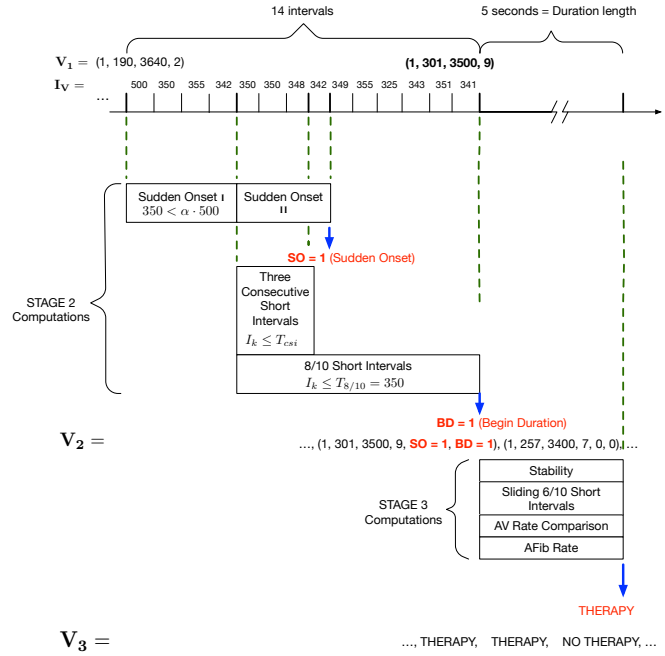 14 intervals
5 seconds = Duration length
V₁ = (1, 190, 3640, 2) (1, 301, 3500, 9)
I_V = 500 350 355 342 350 350 348 342 349 355 325 343 351 341
...
Sudden Onset I
350 < α · 500
Sudden Onset
II
SO = 1 (Sudden Onset)
STAGE 2
Computations
Three
Consecutive
Short
Intervals
I_k ≤ T_csi
8/10 Short Intervals
I_k ≤ T_8/10 = 350
BD = 1 (Begin Duration)
V₂ =
..., (1, 301, 3500, 9, SO = 1, BD = 1), (1, 257, 3400, 7, 0, 0), ...
STAGE 3
Computations
Stability
Sliding 6/10 Short
Intervals
AV Rate Comparison
AFib Rate
THERAPY
V₃ = ..., THERAPY, THERAPY, NO THERAPY, ...